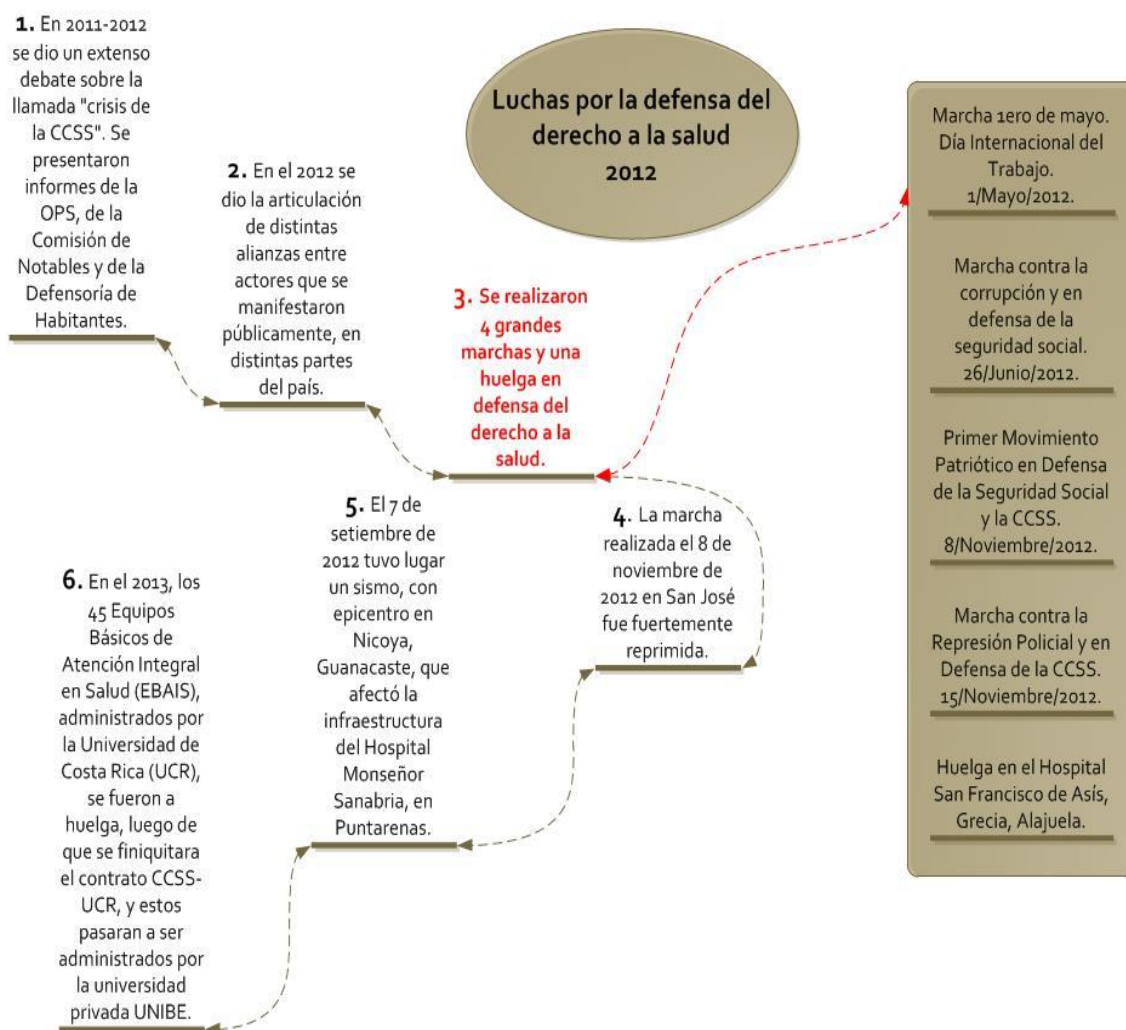 Luchas por la defensa del
derecho a la salud
2012
1. En 2011-2012
se dio un extenso
debate sobre la
llamada "crisis de
la CCSS". Se
presentaron
informes de la
OPS, de la
Comisión de
Notables y de la
Defensoría de
Habitantes.
2. En el 2012 se
dio la articulación
de distintas
alianzas entre
actores que se
manifestaron
públicamente, en
distintas partes
del país.
3. Se realizaron
4 grandes
marchas y una
huelga en
defensa del
derecho a la
salud.
4. La marcha
realizada el 8 de
noviembre de
2012 en San José
fue fuertemente
reprimida.
5. El 7 de
setiembre de
2012 tuvo lugar
un sismo, con
epicentro en
Nicoya,
Guanacaste, que
afectó la
infraestructura
del Hospital
Monseñor
Sanabria, en
Puntarenas.
6. En el 2013, los
45 Equipos
Básicos de
Atención Integral
en Salud (EBAIS),
administrados por
la Universidad de
Costa Rica (UCR),
se fueron a
huelga, luego de
que se finiquitara
el contrato CCSS-
UCR, y estos
pasaran a ser
administrados por
la universidad
privada UNIBE.
Marcha 1ero de mayo.
Día Internacional del
Trabajo.
1/Mayo/2012.
Marcha contra la
corrupción y en
defensa de la
seguridad social.
26/Junio/2012.
Primer Movimiento
Patriótico en Defensa
de la Seguridad Social
y la CCSS.
8/Noviembre/2012.
Marcha contra la
Represión Policial y en
Defensa de la CCSS.
15/Noviembre/2012.
Huelga en el Hospital
San Francisco de Asís,
Grecia, Alajuela.